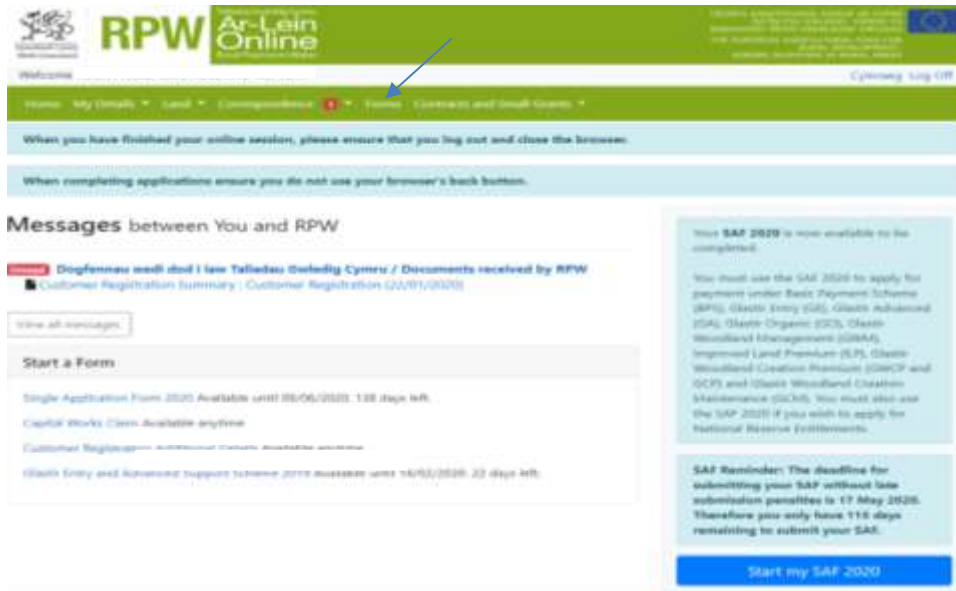 RPW Ar-Lein
Online
Welcome
Cymraeg Log Off
Home My Details Land Correspondence 1 Forms Contracts and Small Grants
When you have finished your online session, please ensure that you log out and close the browser.
When completing applications ensure you do not use your browser's back button.
Messages between You and RPW
Unread Dogfennau wedi dod i law Taliadau Gwledig Cymru / Documents received by RPW
Customer Registration Summary : Customer Registration (22/01/2020)
View all messages
Start a Form
Single Application Form 2020 Available until 09/06/2020. 138 days left.
Capital Works Claim Available anytime
Customer Registration Additional Details Available anytime
Glastir Entry and Advanced Support Scheme 2019 Available until 14/02/2020. 22 days left.
Your SAF 2020 is now available to be
completed.
You must use the SAF 2020 to apply for
payment under Basic Payment Scheme
(BPS), Glastir Entry (GE), Glastir Advanced
(GA), Glastir Organic (GO), Glastir
Woodland Management (GWM),
Improved Land Premium (ILP), Glastir
Woodland Creation Premium (GWCP and
GCP) and Glastir Woodland Creation
Maintenance (GCM). You must also use
the SAF 2020 if you wish to apply for
National Reserve Entitlements.
SAF Reminder: The deadline for
submitting your SAF without late
submission penalties is 17 May 2020.
Therefore you only have 115 days
remaining to submit your SAF.
Start my SAF 2020